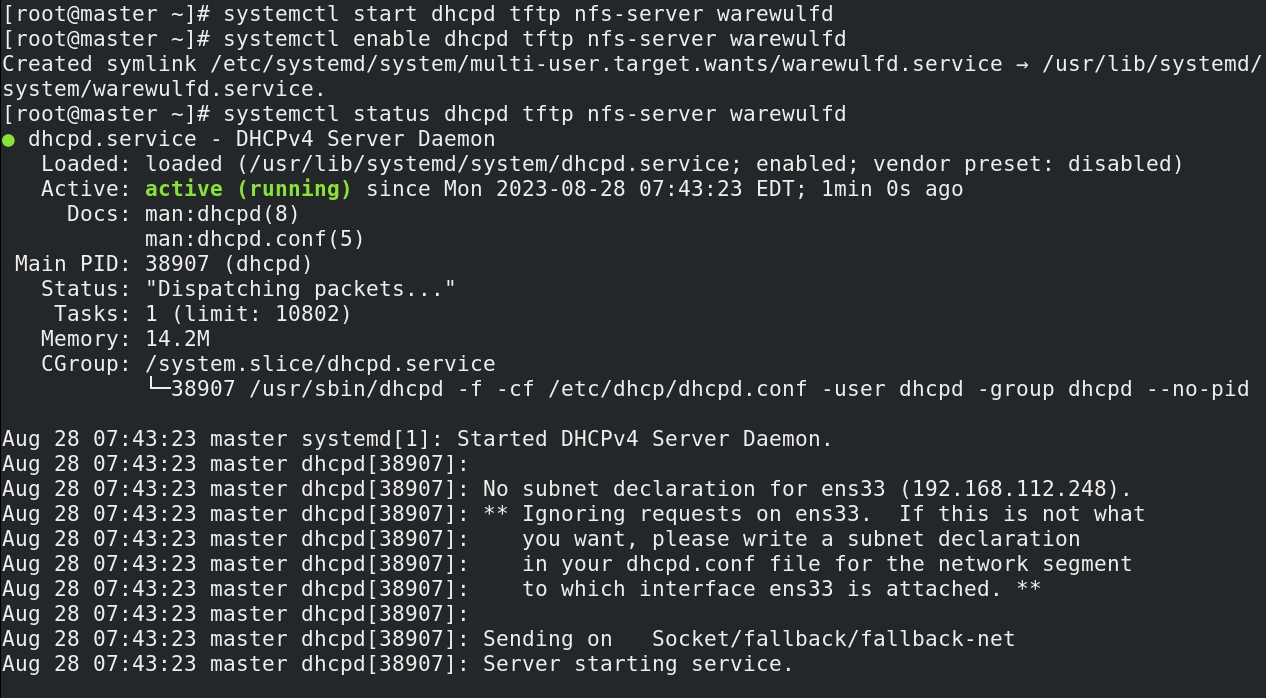 [root@master ~]# systemctl start dhcpd tftp nfs-server warewulfd
[root@master ~]# systemctl enable dhcpd tftp nfs-server warewulfd
Created symlink /etc/systemd/system/multi-user.target.wants/warewulfd.service → /usr/lib/systemd/
system/warewulfd.service.
[root@master ~]# systemctl status dhcpd tftp nfs-server warewulfd
● dhcpd.service - DHCPv4 Server Daemon
   Loaded: loaded (/usr/lib/systemd/system/dhcpd.service; enabled; vendor preset: disabled)
   Active: active (running) since Mon 2023-08-28 07:43:23 EDT; 1min 0s ago
     Docs: man:dhcpd(8)
           man:dhcpd.conf(5)
 Main PID: 38907 (dhcpd)
   Status: "Dispatching packets..."
    Tasks: 1 (limit: 10802)
   Memory: 14.2M
   CGroup: /system.slice/dhcpd.service
           └─38907 /usr/sbin/dhcpd -f -cf /etc/dhcp/dhcpd.conf -user dhcpd -group dhcpd --no-pid

Aug 28 07:43:23 master systemd[1]: Started DHCPv4 Server Daemon.
Aug 28 07:43:23 master dhcpd[38907]:
Aug 28 07:43:23 master dhcpd[38907]: No subnet declaration for ens33 (192.168.112.248).
Aug 28 07:43:23 master dhcpd[38907]: ** Ignoring requests on ens33.  If this is not what
Aug 28 07:43:23 master dhcpd[38907]:    you want, please write a subnet declaration
Aug 28 07:43:23 master dhcpd[38907]:    in your dhcpd.conf file for the network segment
Aug 28 07:43:23 master dhcpd[38907]:    to which interface ens33 is attached. **
Aug 28 07:43:23 master dhcpd[38907]:
Aug 28 07:43:23 master dhcpd[38907]: Sending on   Socket/fallback/fallback-net
Aug 28 07:43:23 master dhcpd[38907]: Server starting service.